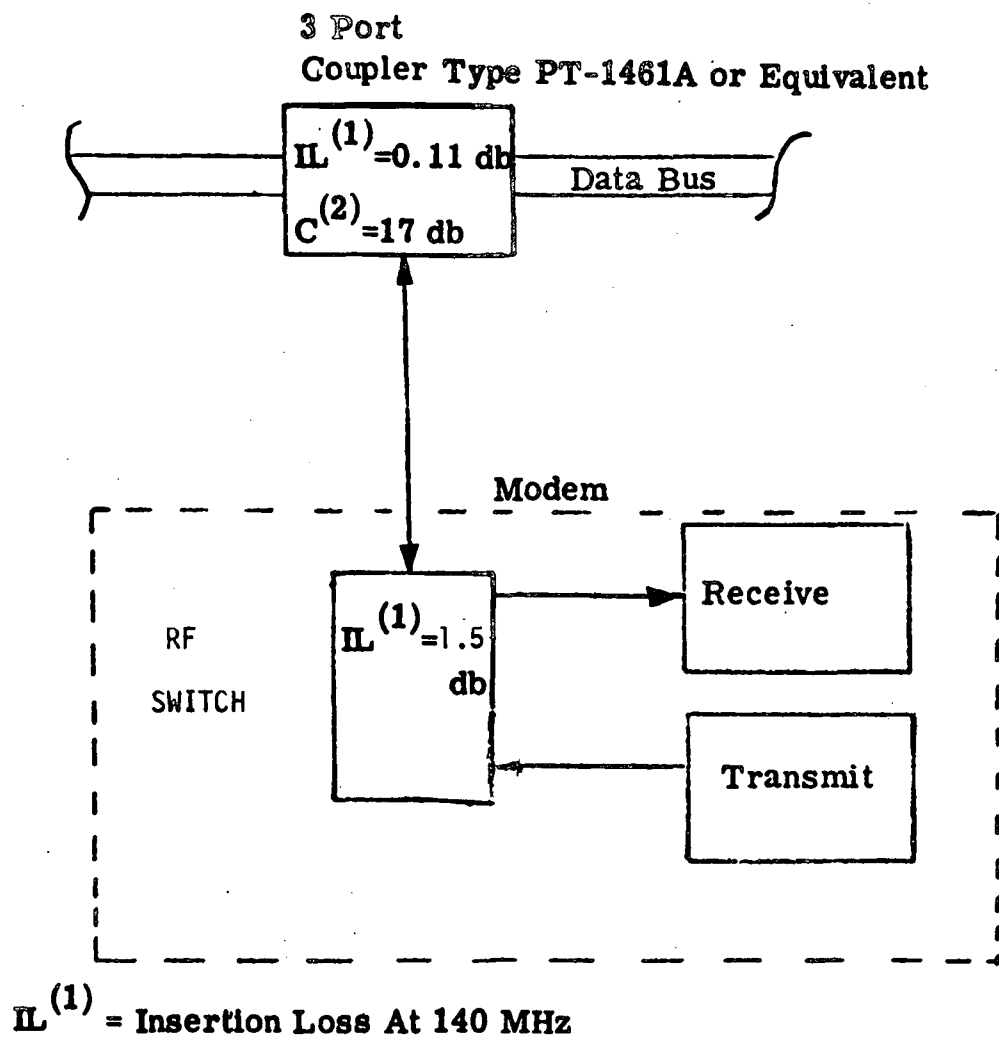 3 Port
Coupler Type PT-1461A or Equivalent
IL(1)=0.11 db
Data Bus
C(2)=17 db
Modem
Receive
RF
SWITCH
IL(1)=1.5
db
Transmit
IL(1) = Insertion Loss At 140 MHz